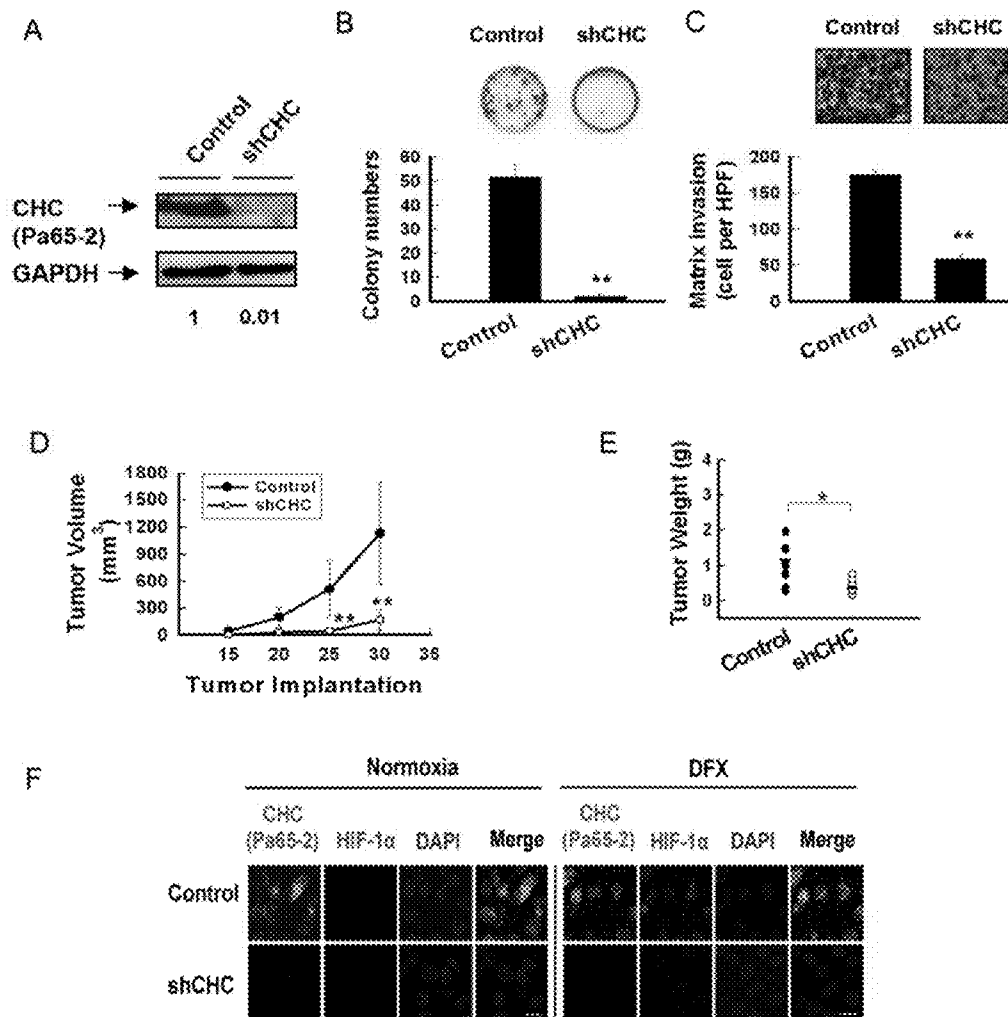 A
Control
shCHC
CHC
(Pa65-2)
GAPDH
1 0.01
B
Control shCHC
Colony numbers
60
50
40
30
20
10
0
**
Control
shCHC
C
Control shCHC
Matrix invasion
(cell per HPF)
200
150
100
50
0
**
Control
shCHC
D
Tumor Volume
(mm3)
1800
1500
1200
900
600
300
0
Control
shCHC
**
**
15 20 25 30 35
Tumor Implantation
E
Tumor Weight (g)
4
3
2
1
0
*
Control
shCHC
F
Normoxia DFX
CHC
(Pa65-2) HIF-1α DAPI Merge
CHC
(Pa65-2) HIF-1α DAPI Merge
Control
shCHC